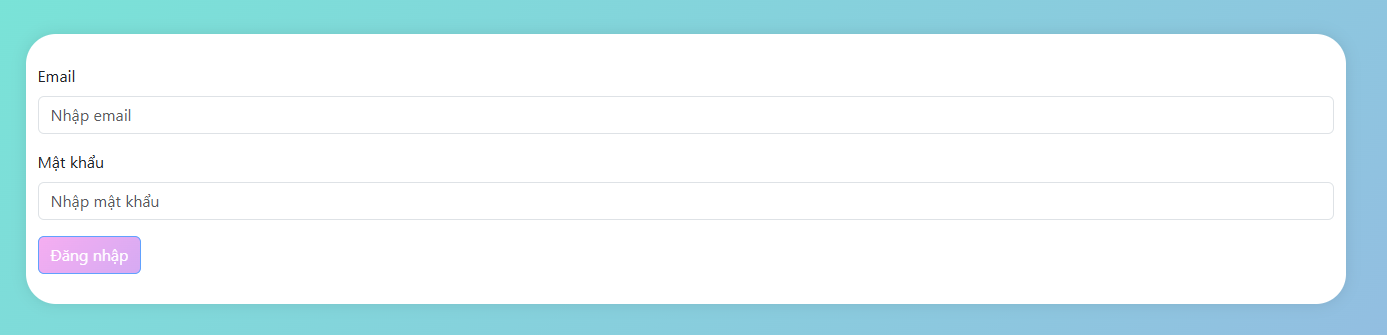 Email
Nhập email
Mật khẩu
Nhập mật khẩu
Đăng nhập